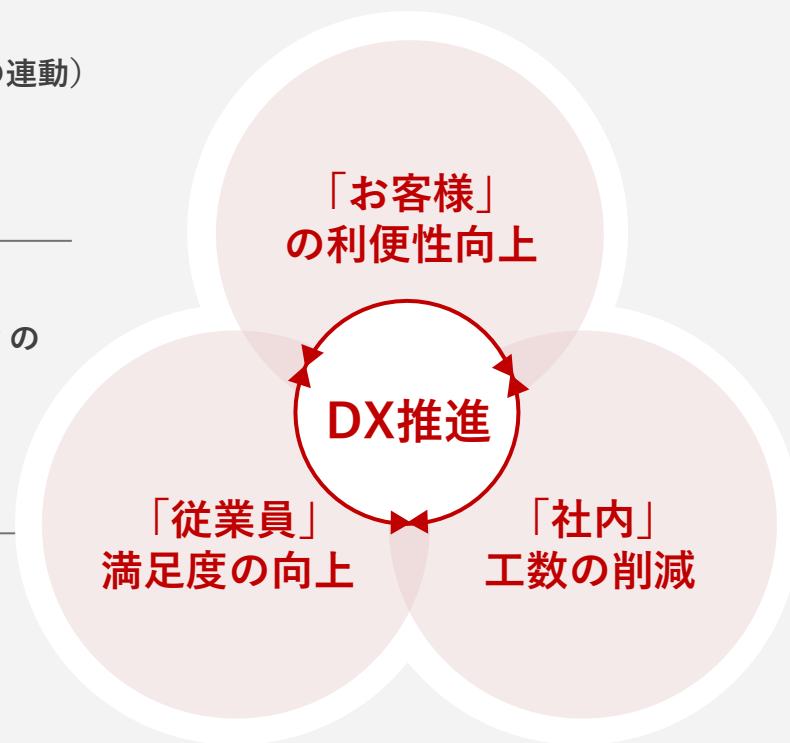 連動）
「お客様」
の利便性向上
の
DX推進
「従業員」
満足度の向上
「社内」
工数の削減